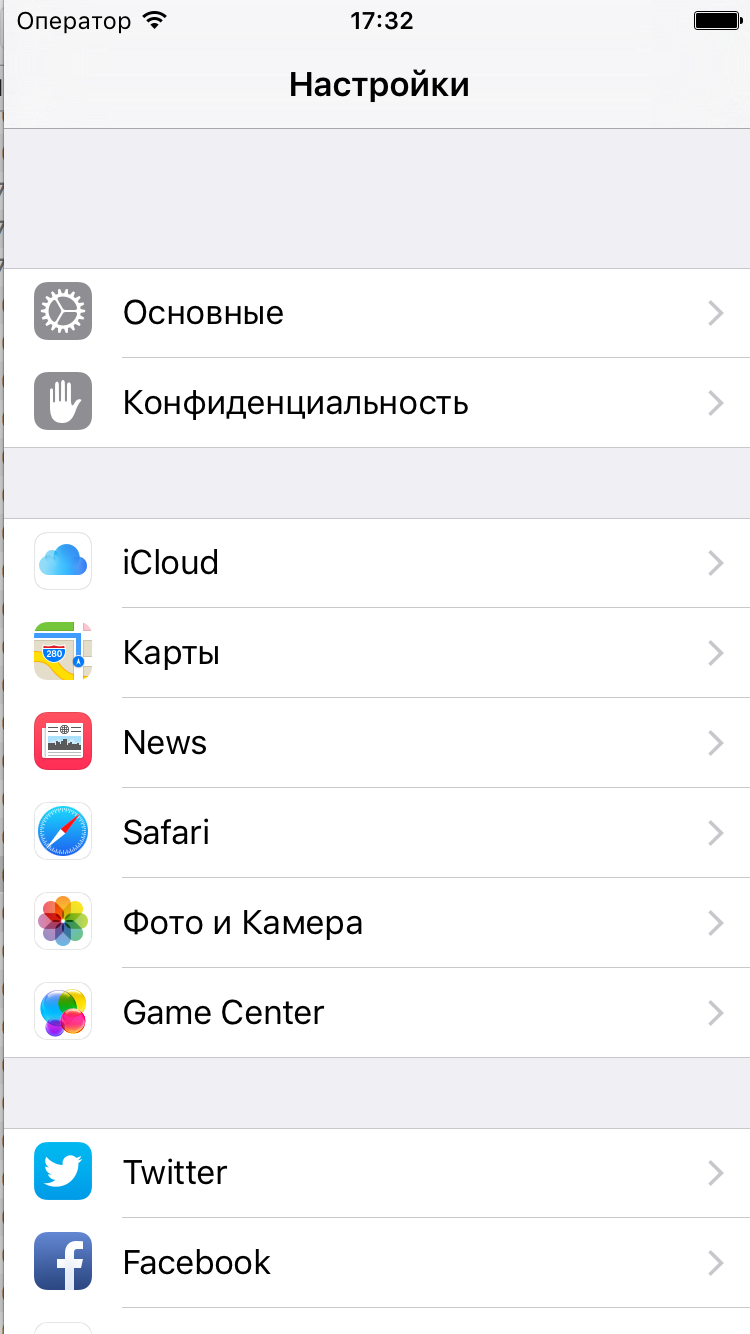 Оператор 17:32
Настройки
Основные
Конфиденциальность
iCloud
280
Карты
News
Safari
Фото и Камера
Game Center
Twitter
Facebook